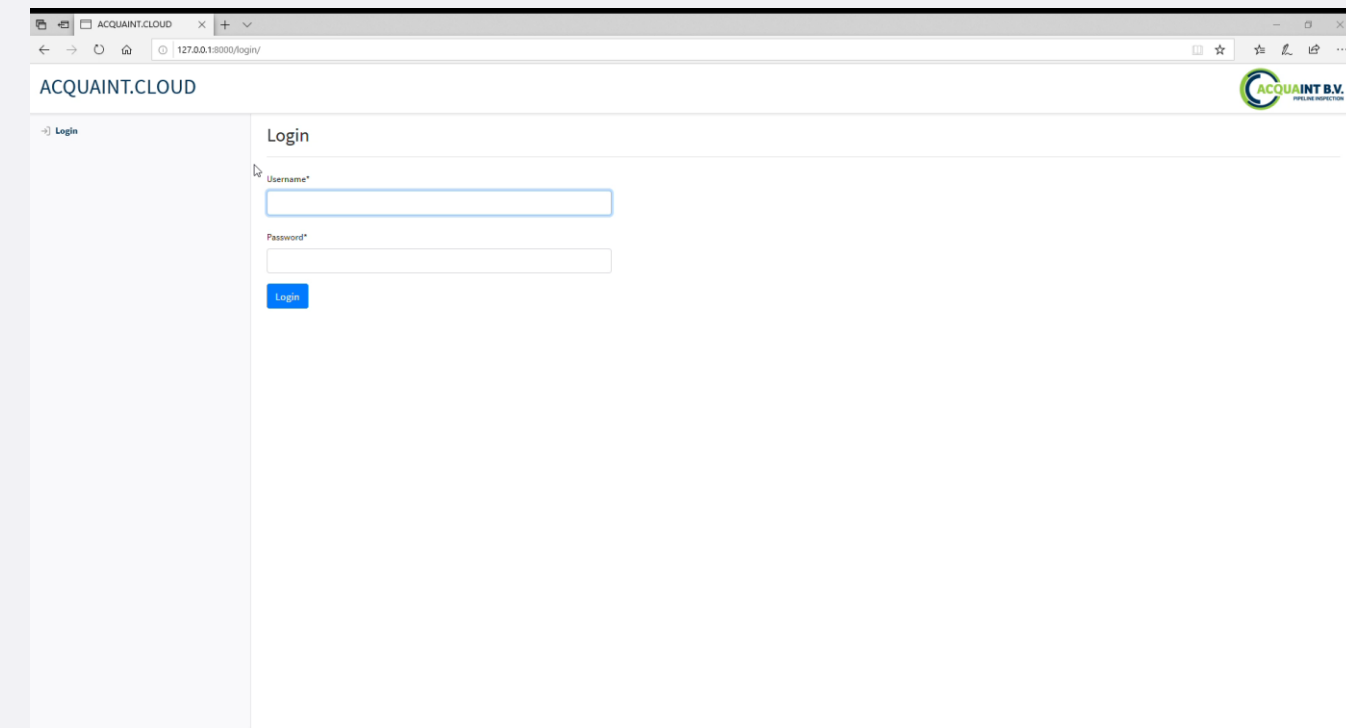 ACQUAINT.CLOUD
127.0.0.1:8000/login/
ACQUAINT.CLOUD
ACQUAINT B.V.
PIPELINE INSPECTION
Login
Login
Username*
Password*
Login